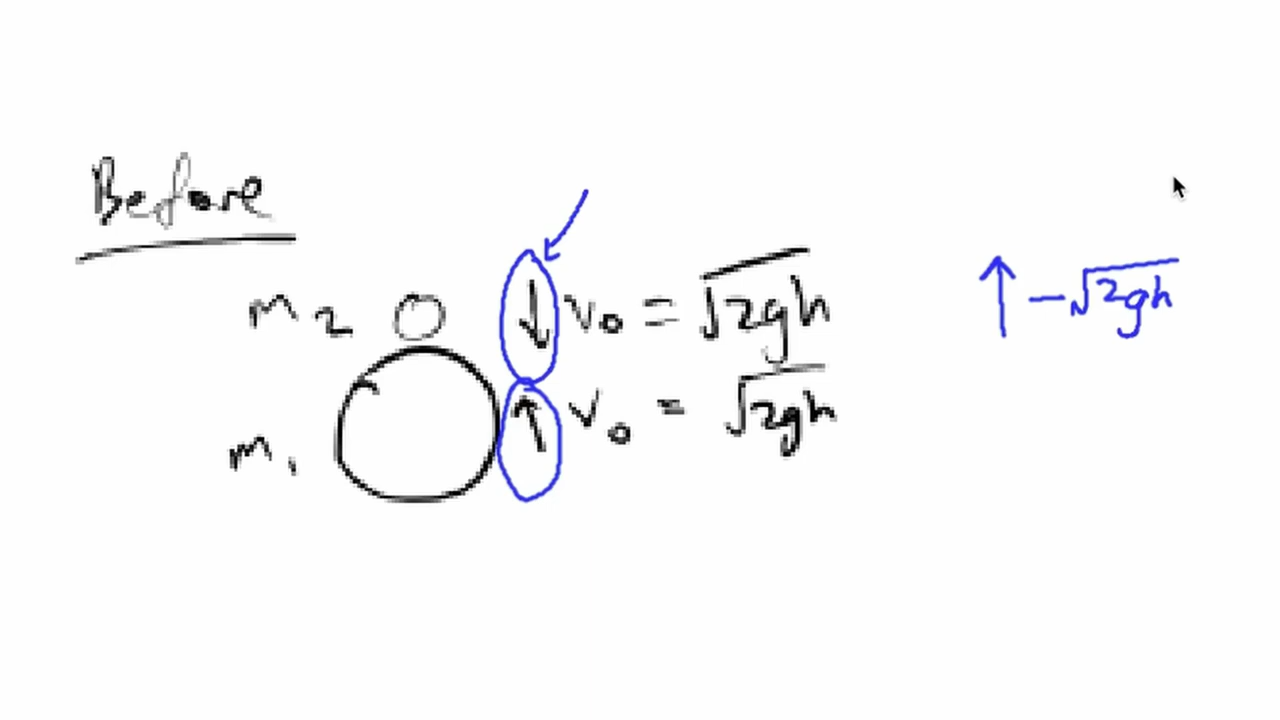 Before
m2 ↓ v₀ = √2gh
↑ -√2gh
m1 ↑ v₀ = √2gh